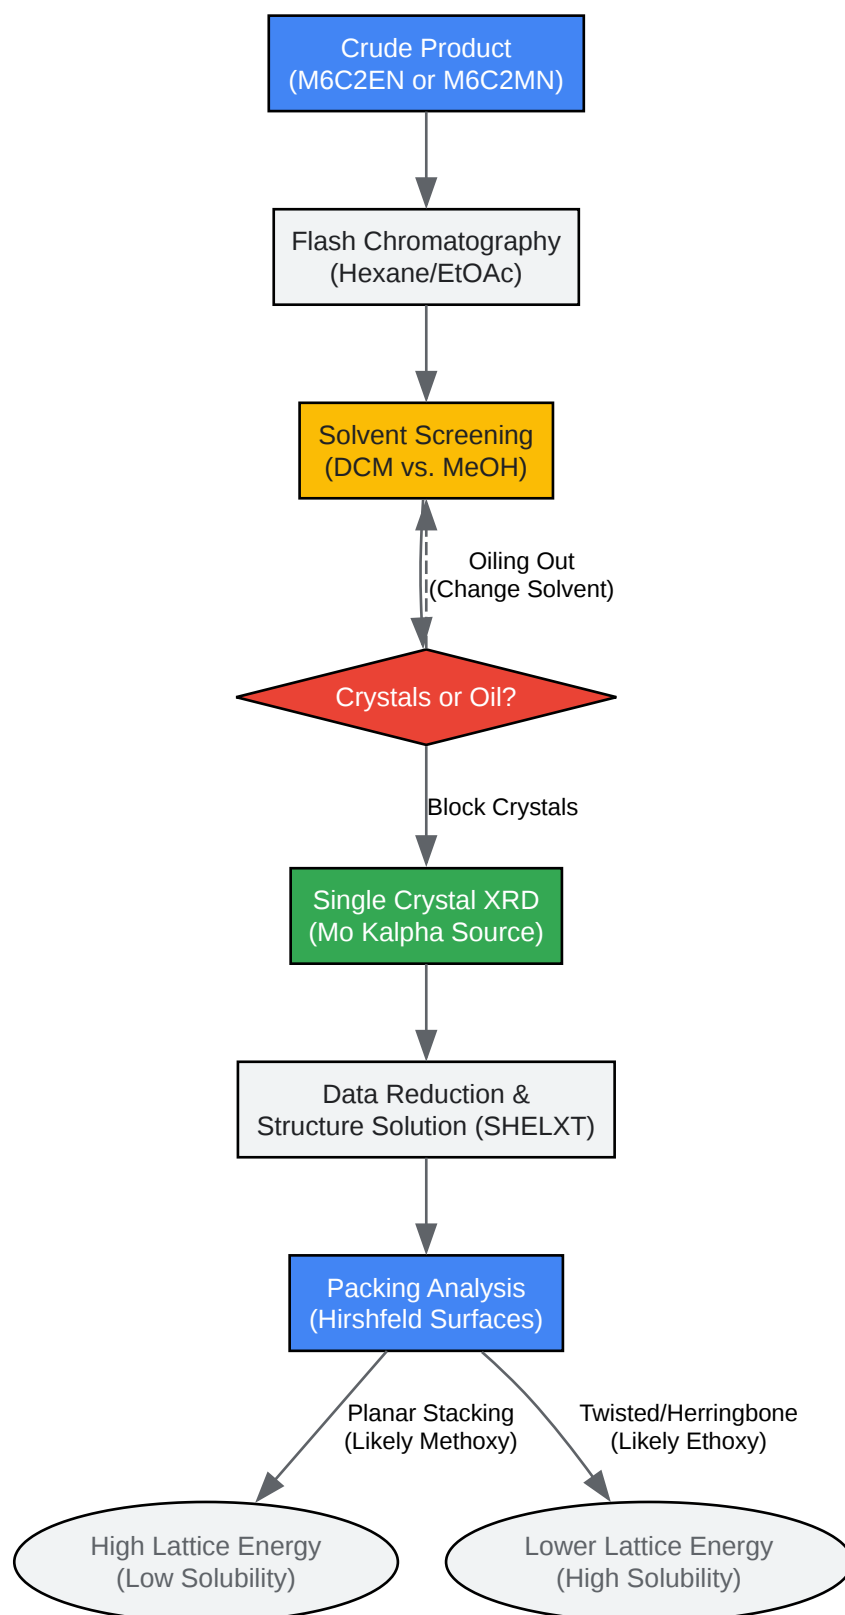 Crude Product
(M6C2EN or M6C2MN)
Flash Chromatography
(Hexane/EtOAc)
Solvent Screening
(DCM vs. MeOH)
Oiling Out
(Change Solvent)
Crystals or Oil?
Block Crystals
Single Crystal XRD
(Mo Kalpha Source)
Data Reduction &
Structure Solution (SHELXT)
Packing Analysis
(Hirshfeld Surfaces)
Planar Stacking
(Likely Methoxy)
Twisted/Herringbone
(Likely Ethoxy)
High Lattice Energy
(Low Solubility)
Lower Lattice Energy
(High Solubility)